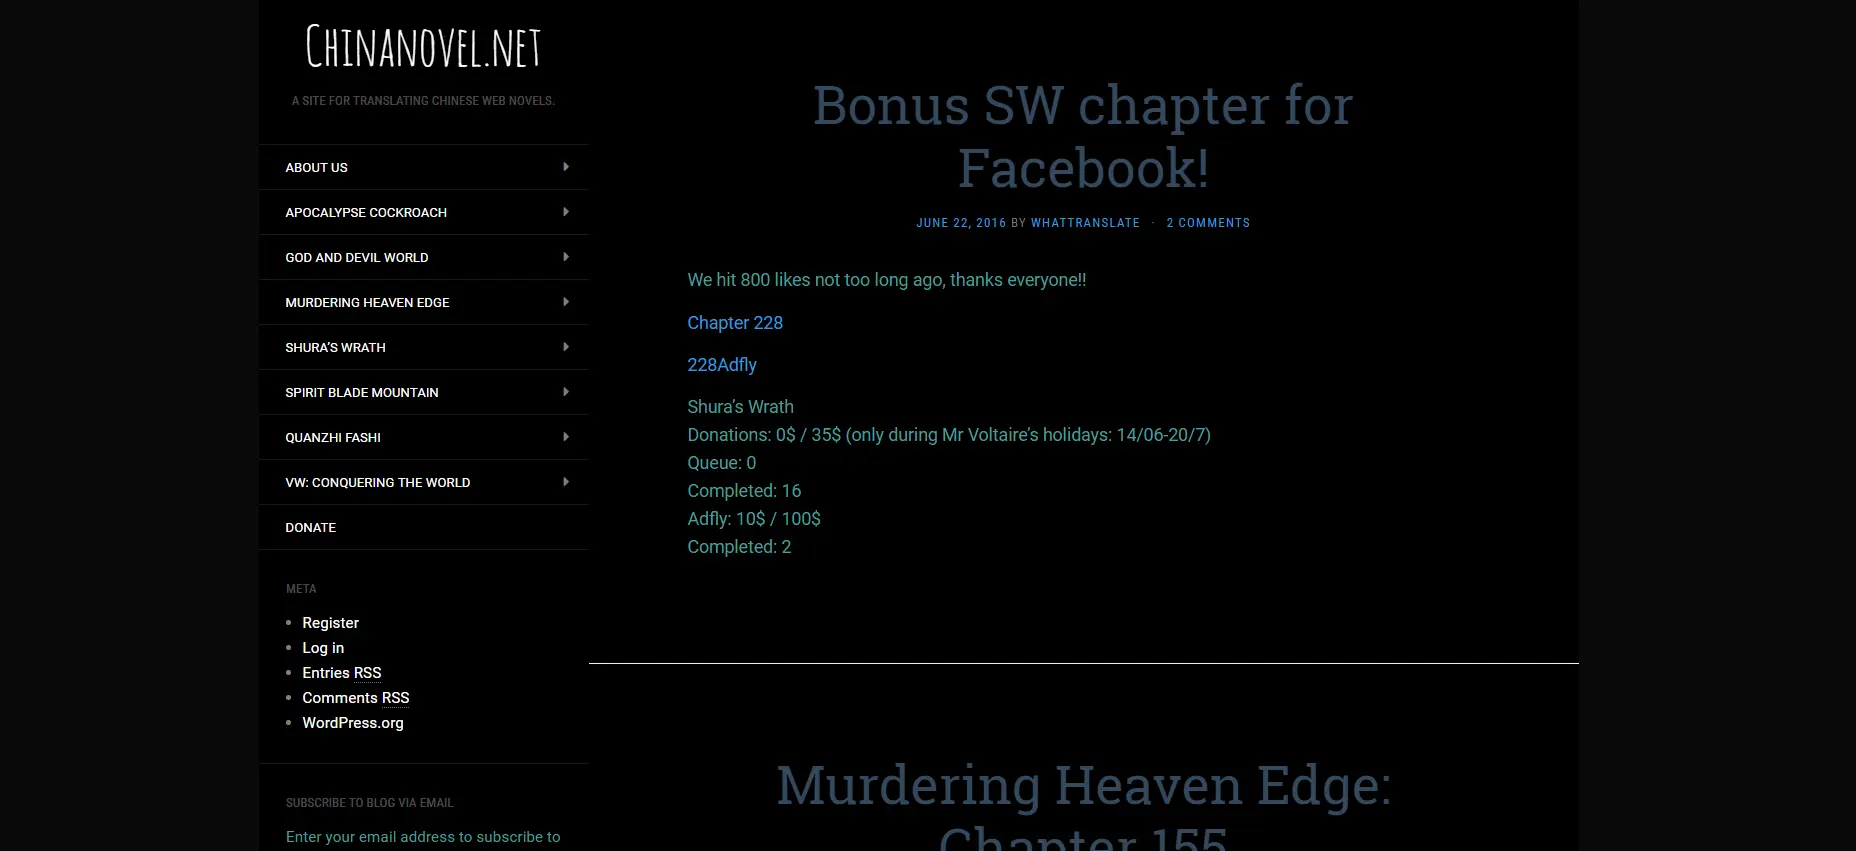 CHINANOVEL.NET
A SITE FOR TRANSLATING CHINESE WEB NOVELS.
ABOUT US
APOCALYPSE COCKROACH
GOD AND DEVIL WORLD
MURDERING HEAVEN EDGE
SHURA’S WRATH
SPIRIT BLADE MOUNTAIN
QUANZHI FASHI
VW: CONQUERING THE WORLD
DONATE
META
Register
Log in
Entries RSS
Comments RSS
WordPress.org
SUBSCRIBE TO BLOG VIA EMAIL
Enter your email address to subscribe to
Bonus SW chapter for
Facebook!
JUNE 22, 2016 BY WHATTRANSLATE · 2 COMMENTS
We hit 800 likes not too long ago, thanks everyone!!
Chapter 228
228Adfly
Shura’s Wrath
Donations: 0$ / 35$ (only during Mr Voltaire’s holidays: 14/06-20/7)
Queue: 0
Completed: 16
Adfly: 10$ / 100$
Completed: 2
Murdering Heaven Edge:
Chapter 155